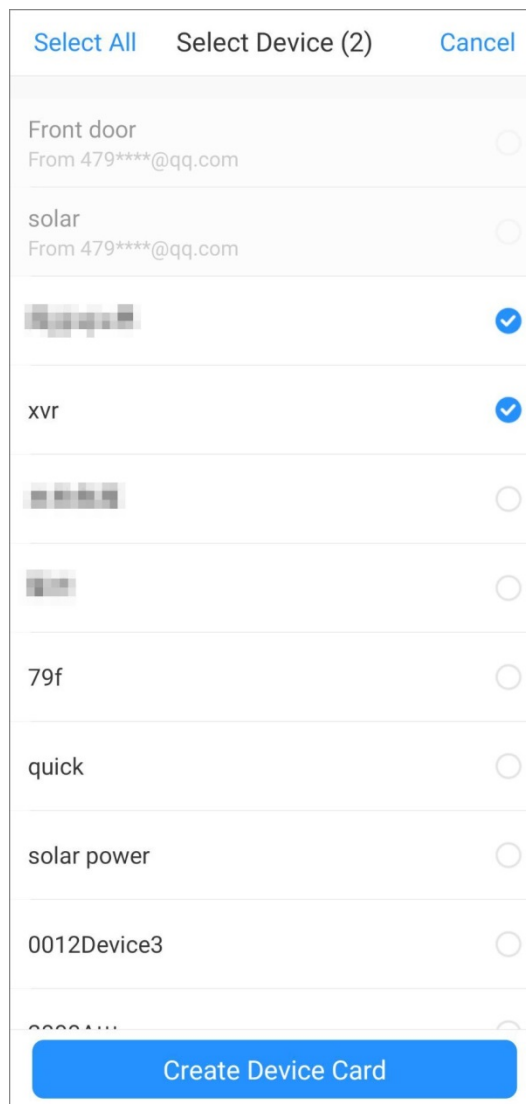 Select All Select Device (2) Cancel
Front door
From 479****@qq.com
solar
From 479****@qq.com
xvr
79f
quick
solar power
0012Device3
Create Device Card